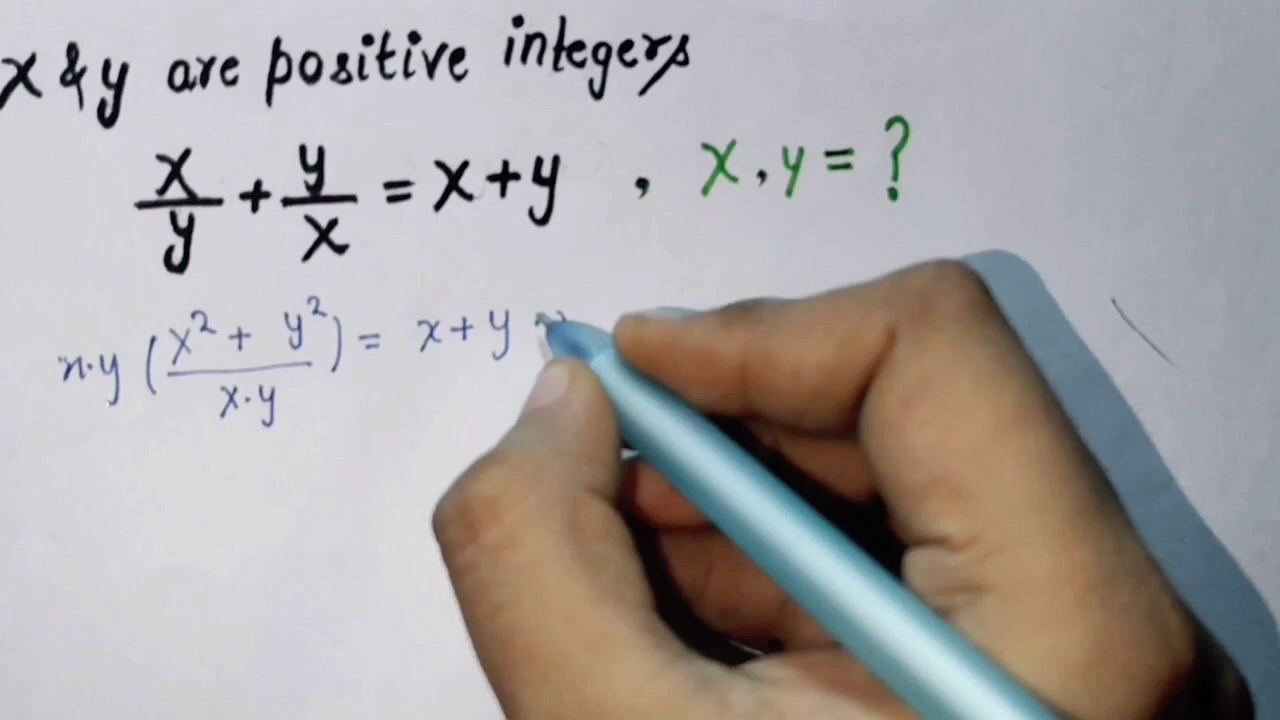 x & y are positive integers
x/y + y/x = x+y , x,y = ?
x·y (x² + y² / x·y) = x+y